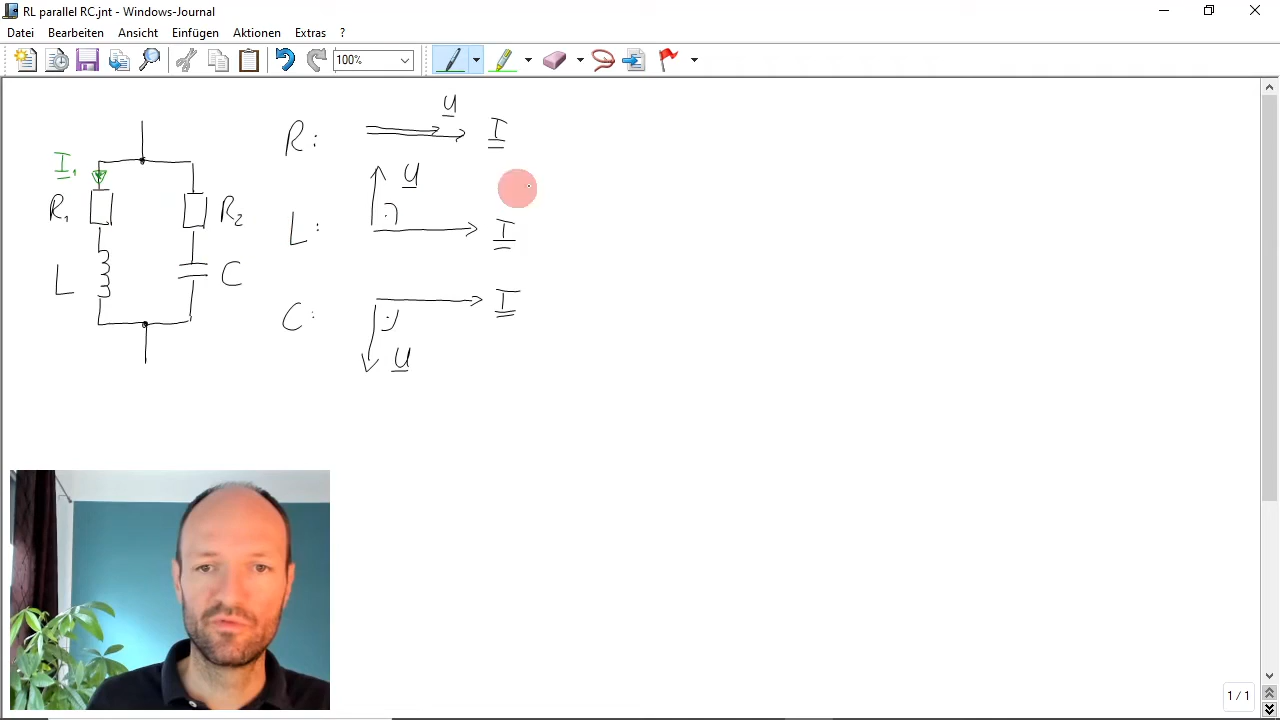 RL parallel RC.jnt - Windows-Journal
Datei Bearbeiten Ansicht Einfügen Aktionen Extras ?
100%
I₁
R₁
R₂
L
C
R: U I
L: U I
C: I
U
1 / 1